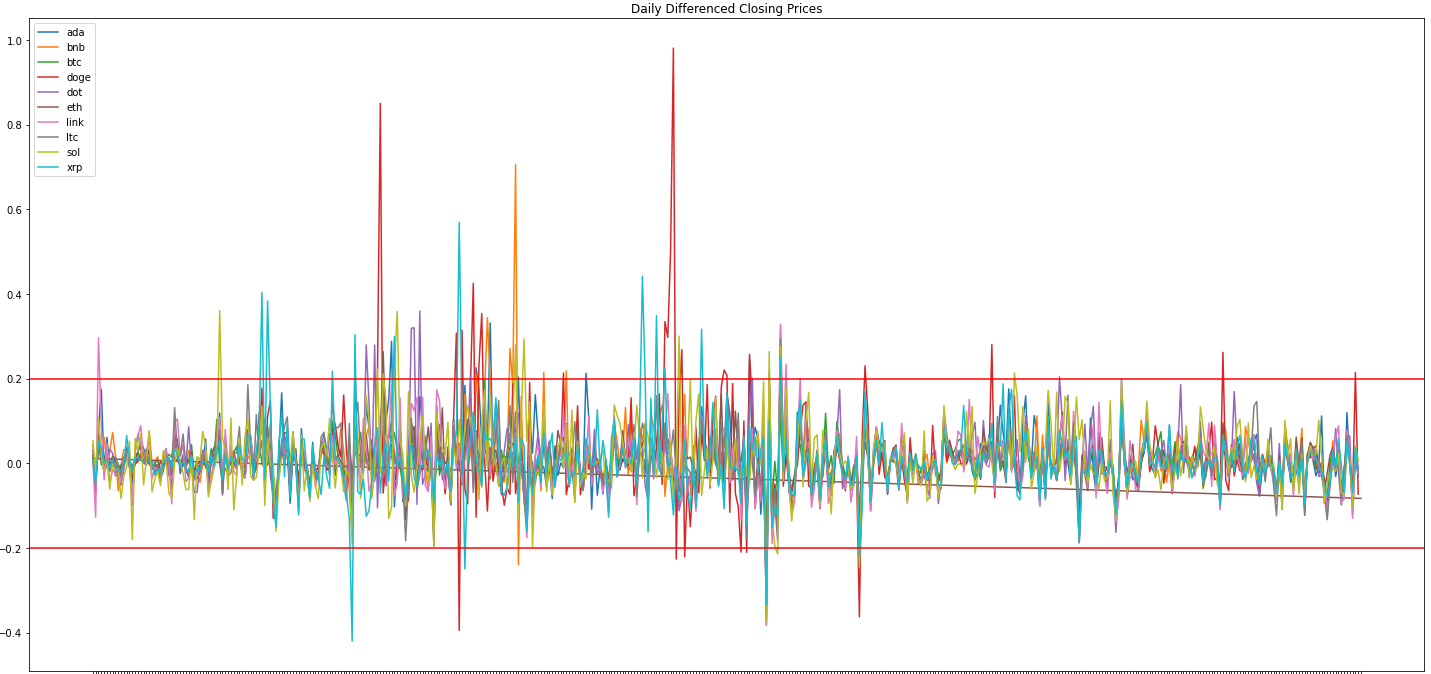 Daily Differenced Closing Prices
ada
bnb
btc
doge
dot
eth
link
ltc
sol
xrp
1.0
0.8
0.6
0.4
0.2
0.0
−0.2
−0.4